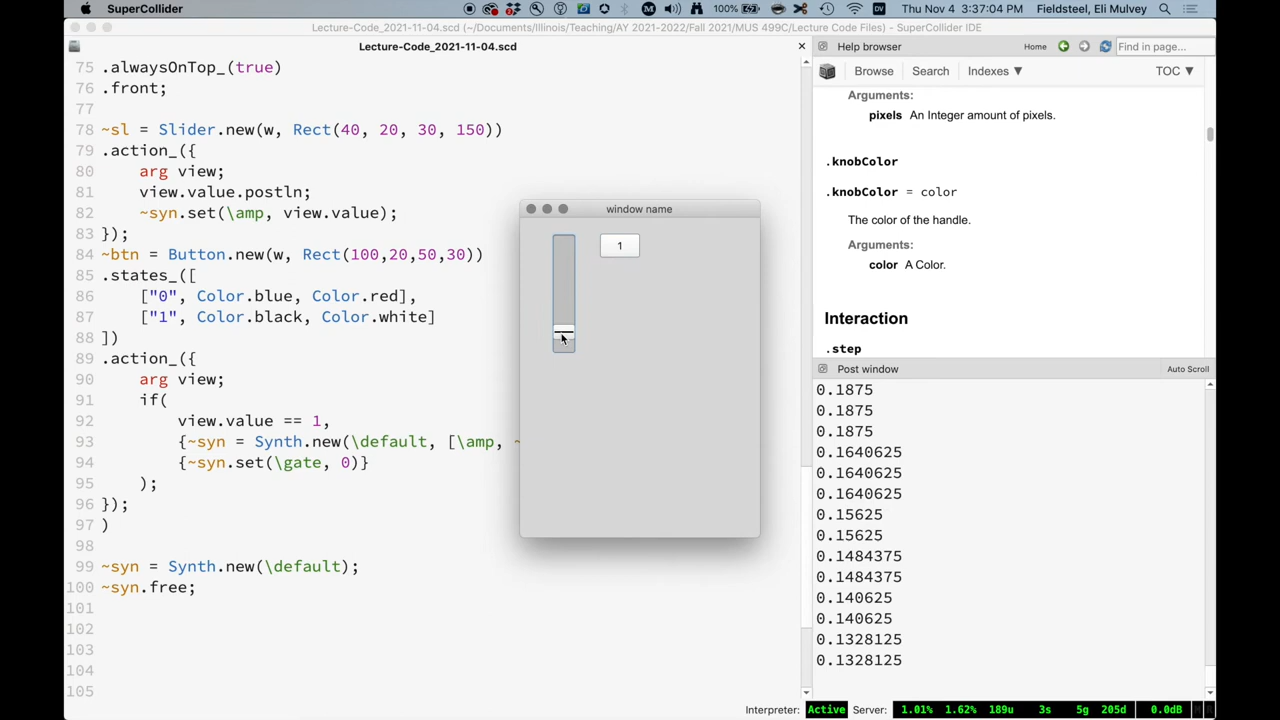 SuperCollider
100%
Thu Nov 4 3:37:04 PM
Fieldsteel, Eli Mulvey
Lecture-Code_2021-11-04.scd (~/Documents/Illinois/Teaching/AY 2021-2022/Fall 2021/MUS 499C/Lecture Code Files) - SuperCollider IDE
Lecture-Code_2021-11-04.scd
75 .alwaysOnTop_(true)
76 .front;
77
78 ~sl = Slider.new(w, Rect(40, 20, 30, 150))
79 .action_({
80 arg view;
81 view.value.postln;
82 ~syn.set(\amp, view.value);
83 });
84 ~btn = Button.new(w, Rect(100,20,50,30))
85 .states_([
86 ["0", Color.blue, Color.red],
87 ["1", Color.black, Color.white]
88 ])
89 .action_({
90 arg view;
91 if(
92 view.value == 1,
93 {~syn = Synth.new(\default, [\amp, ~
94 {~syn.set(\gate, 0)}
95 );
96 });
97 )
98
99 ~syn = Synth.new(\default);
100 ~syn.free;
101
102
103
104
105
window name
1
Help browser
Home
Find in page...
Browse
Search
Indexes ▼
TOC ▼
Arguments:
pixels An Integer amount of pixels.
.knobColor
.knobColor = color
The color of the handle.
Arguments:
color A Color.
Interaction
.step
Post window
Auto Scroll
0.1875
0.1875
0.1875
0.1640625
0.1640625
0.1640625
0.15625
0.15625
0.1484375
0.1484375
0.140625
0.140625
0.1328125
0.1328125
Interpreter: Active Server: 1.01% 1.62% 189u 3s 5g 205d 0.0dB